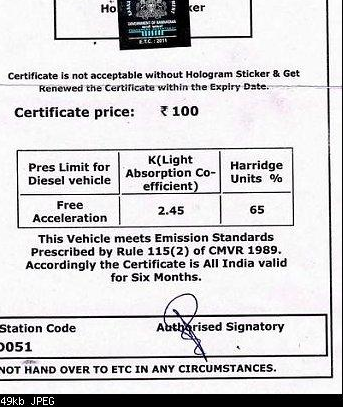 Ho ker
GOVERNMENT OF
E.T.C.: 2011
Certificate is not acceptable without Hologram Sticker & Get
Renewed the Certificate within the Expiry Date.
Certificate price: ₹ 100
Pres Limit for Diesel vehicle K(Light Absorption Co-efficient) Harridge Units %
Free Acceleration 2.45 65
This Vehicle meets Emission Standards
Prescribed by Rule 115(2) of CMVR 1989.
Accordingly the Certificate is All India valid
for Six Months.
Station Code Authorised Signatory
0051
NOT HAND OVER TO ETC IN ANY CIRCUMSTANCES.
49kb JPEG